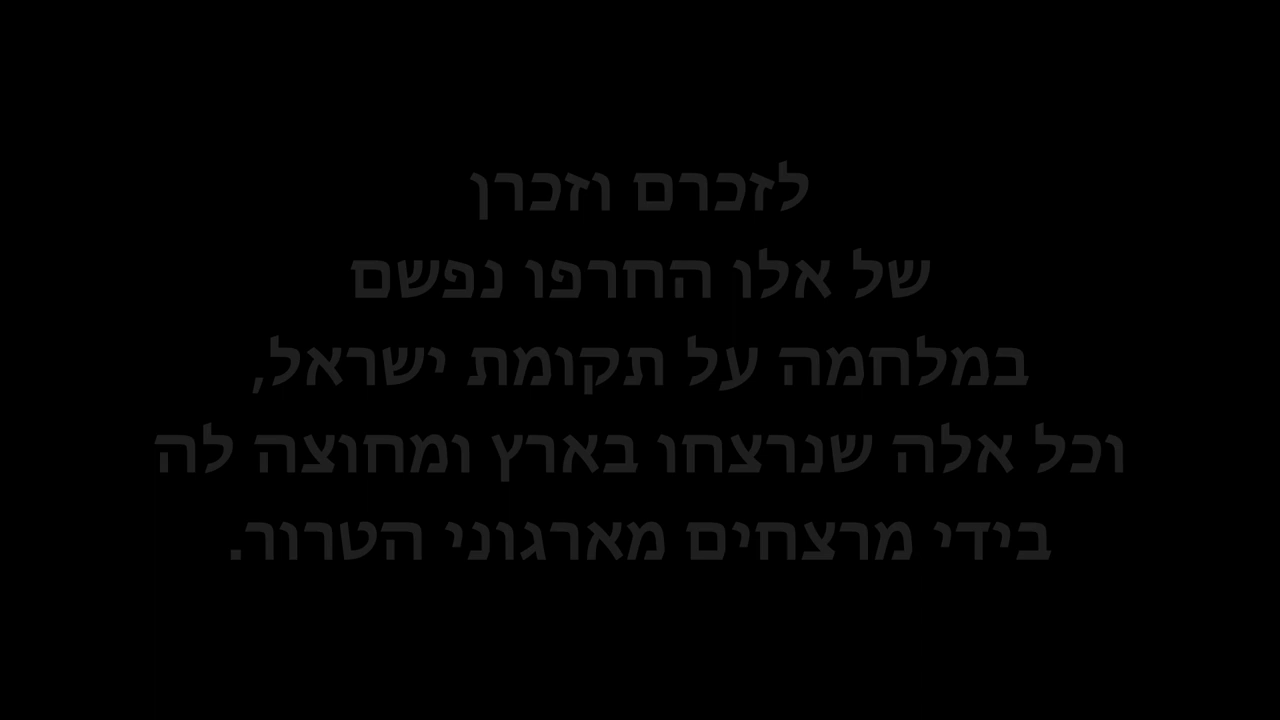 לזכרם וזכרן
של אלו החרפו נפשם
במלחמה על תקומת ישראל,
וכל אלה שנרצחו בארץ ומחוצה לה
בידי מרצחים מארגוני הטרור.